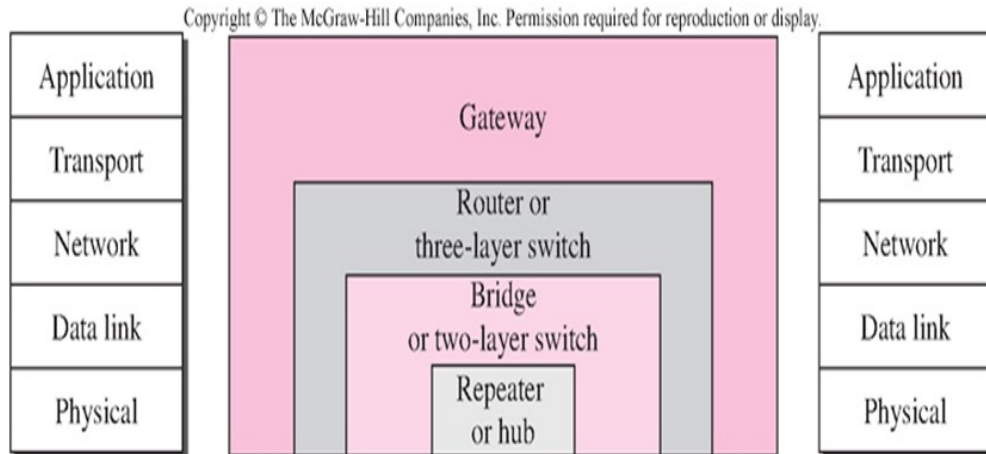 Copyright © The McGraw-Hill Companies, Inc. Permission required for reproduction or display.
Application
Transport
Network
Data link
Physical
Gateway
Router or
three-layer switch
Bridge
or two-layer switch
Repeater
or hub
Application
Transport
Network
Data link
Physical